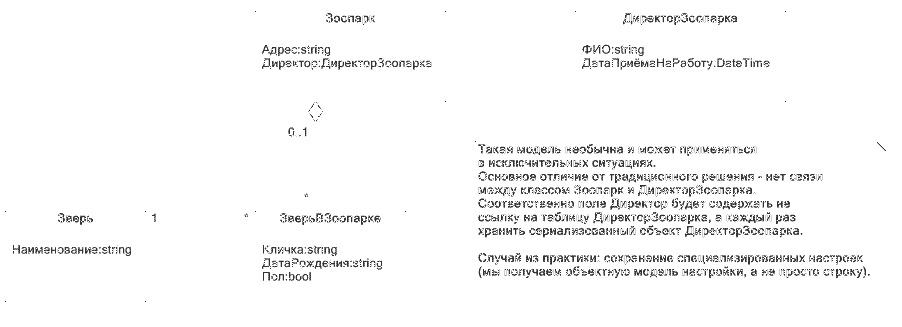 Зоопарк
Адрес:string
Директор:ДиректорЗоопарка
ДиректорЗоопарка
ФИО:string
ДатаПриёмаНаРаботу:DateTime
0..1
*
Зверь
Наименование:string
1
*
ЗверьВЗоопарке
Кличка:string
ДатаРождения:string
Пол:bool
Такая модель необычна и может применяться
в исключительных ситуациях.
Основное отличие от традиционного решения - нет связи
между классом Зоопарк и ДиректорЗоопарка.
Соответственно поле Директор будет содержать не
ссылку на таблицу ДиректорЗоопарка, а каждый раз
хранить сериализованный объект ДиректорЗоопарка.
Случай из практики: сохранение специализированных настроек
(мы получаем объектную модель настройки, а не просто строку).